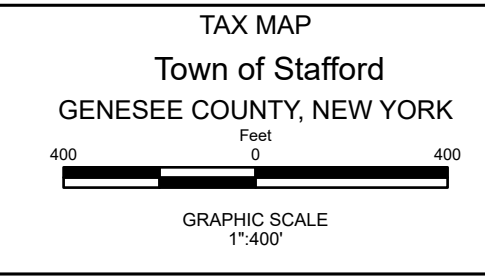 TAX MAP
Town of Stafford
GENESEE COUNTY, NEW YORK
Feet
400 0 400
GRAPHIC SCALE
1":400'